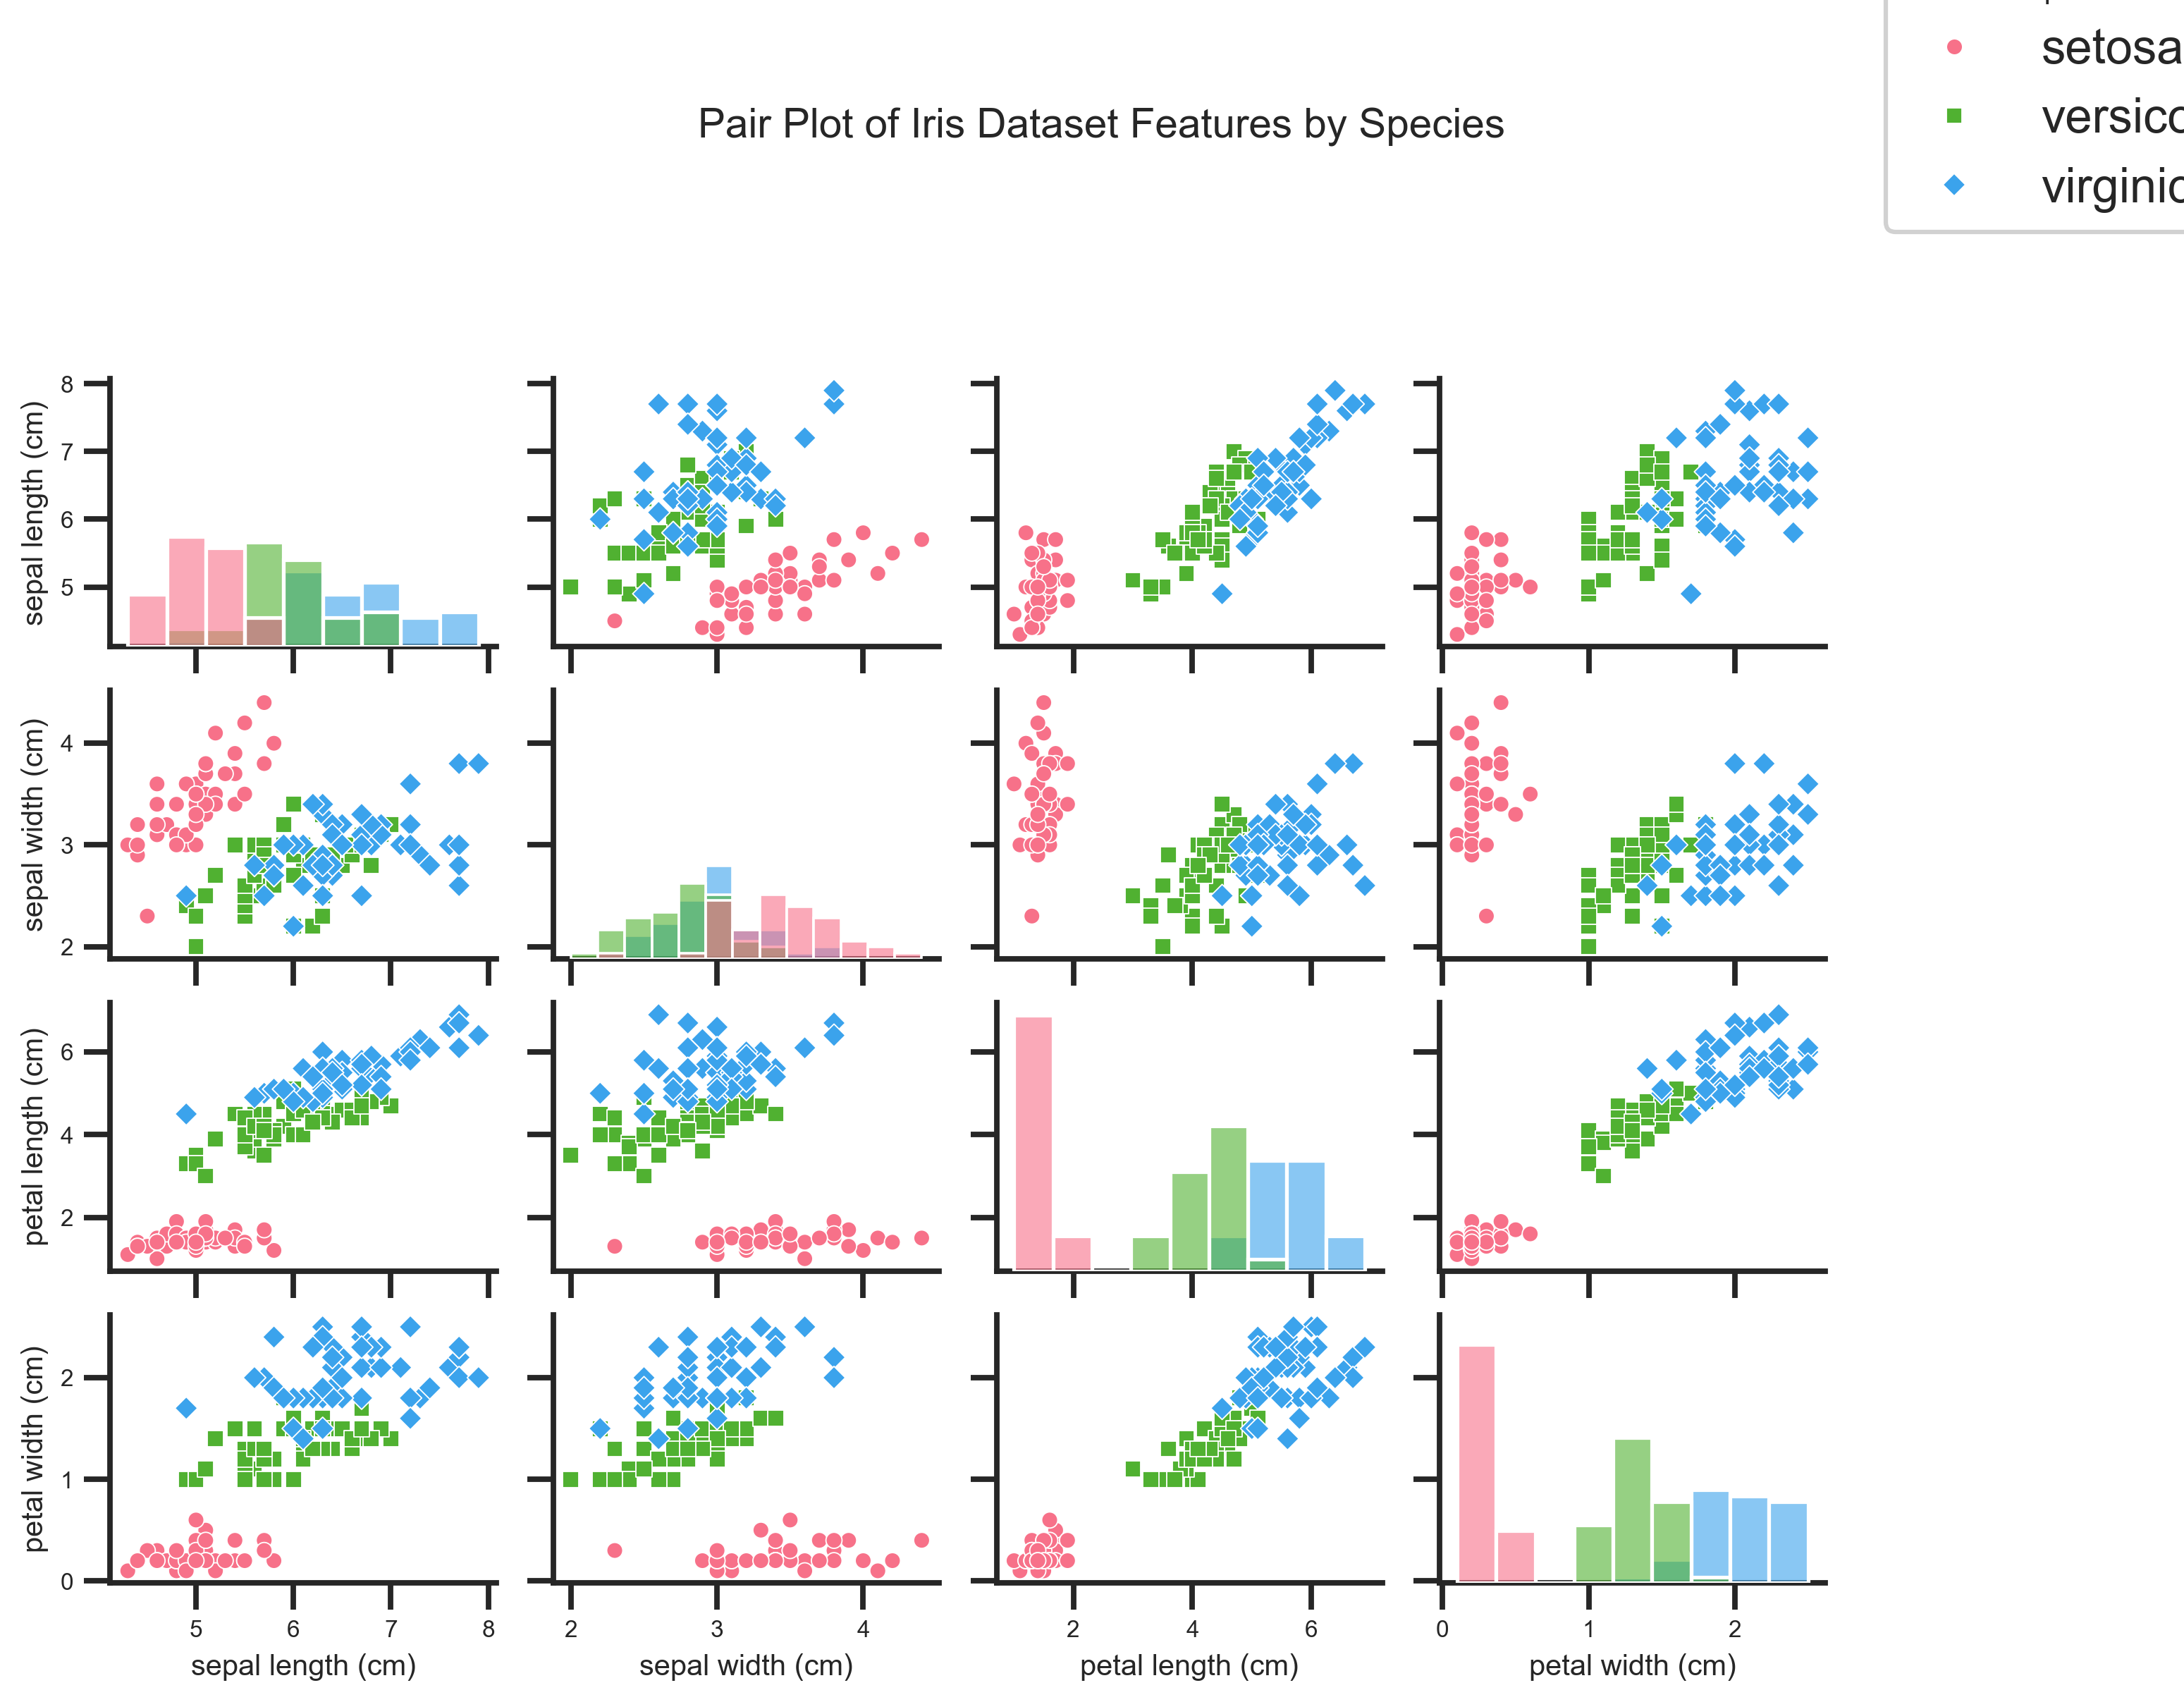 setosa
versico
virginic
Pair Plot of Iris Dataset Features by Species
sepal length (cm)
8
7
6
5
sepal width (cm)
4
3
2
petal length (cm)
6
4
2
petal width (cm)
2
1
0
5 6 7 8
2 3 4
2 4 6
0 1 2
sepal length (cm)
sepal width (cm)
petal length (cm)
petal width (cm)